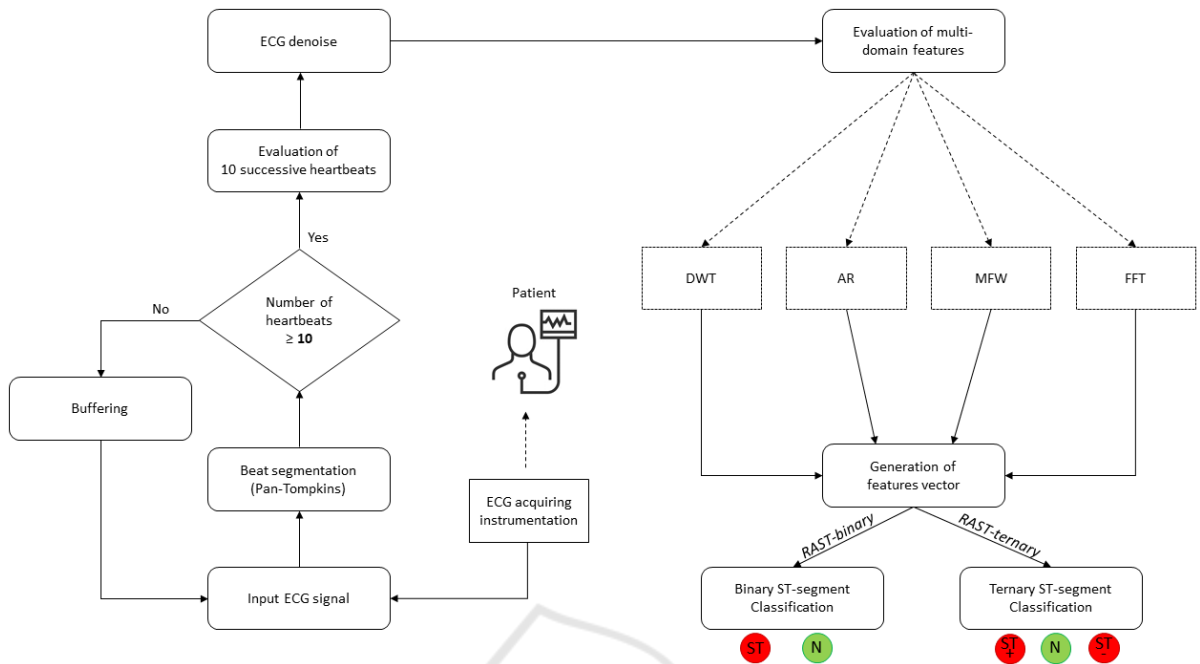 ECG denoise
Evaluation of multi-
domain features
Evaluation of
10 successive heartbeats
Yes
No
Number of
heartbeats
≥ 10
Patient
DWT
AR
MFW
FFT
Buffering
Beat segmentation
(Pan-Tompkins)
ECG acquiring
instrumentation
Generation of
features vector
RAST-binary
RAST-ternary
Input ECG signal
Binary ST-segment
Classification
Ternary ST-segment
Classification
ST
N
ST
+
N
ST
-